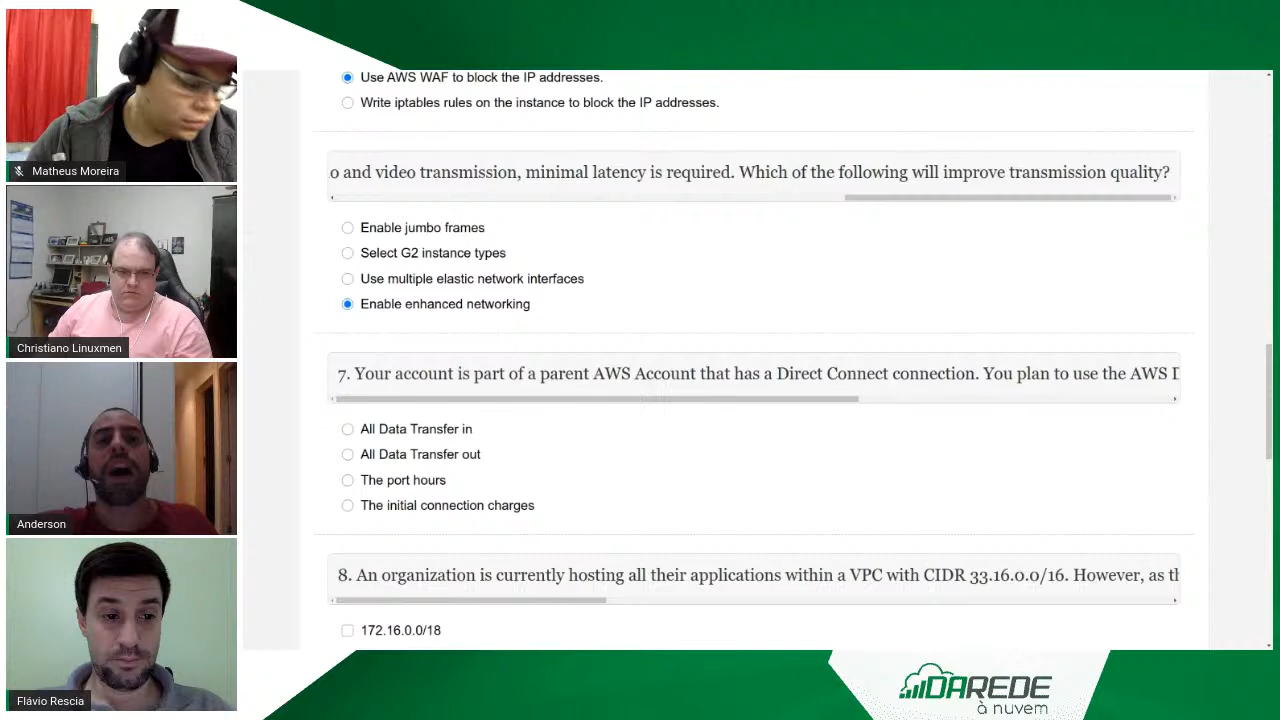 Matheus Moreira
Christiano Linuxmen
Anderson
Flávio Rescia
Use AWS WAF to block the IP addresses.
Write iptables rules on the instance to block the IP addresses.
o and video transmission, minimal latency is required. Which of the following will improve transmission quality?
Enable jumbo frames
Select G2 instance types
Use multiple elastic network interfaces
Enable enhanced networking
7. Your account is part of a parent AWS Account that has a Direct Connect connection. You plan to use the AWS D
All Data Transfer in
All Data Transfer out
The port hours
The initial connection charges
8. An organization is currently hosting all their applications within a VPC with CIDR 33.16.0.0/16. However, as th
172.16.0.0/18
DAREDE
à nuvem